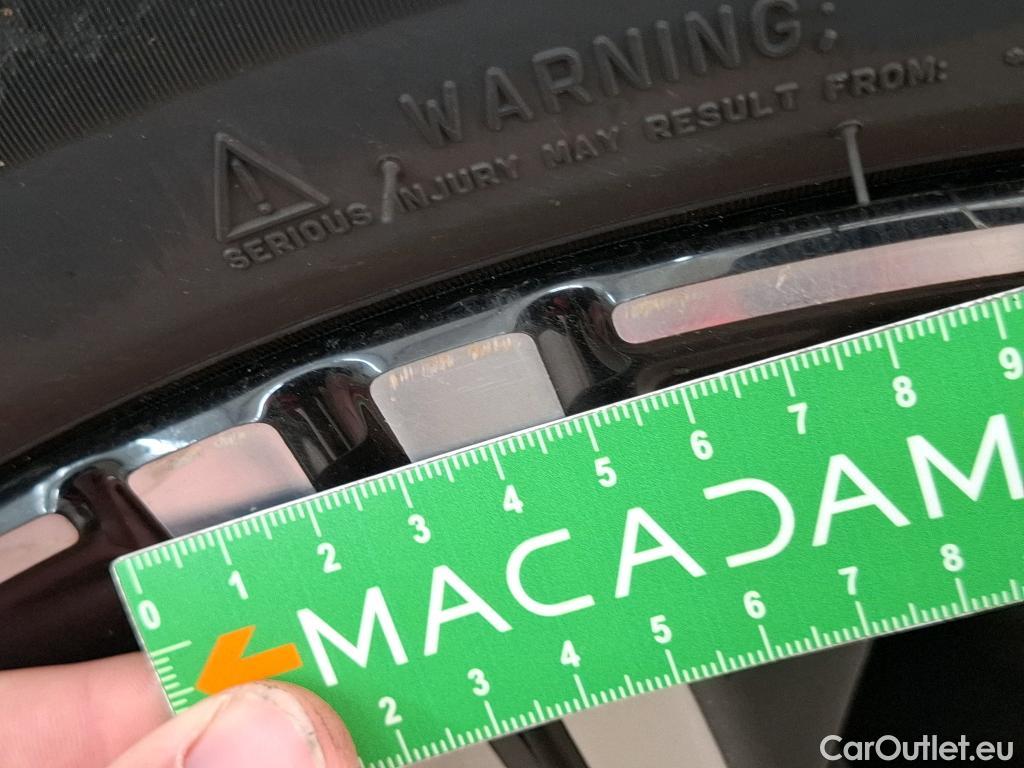 WARNING:
SERIOUS INJURY MAY RESULT FROM:
0 1 2 3 4 5 6 7 8 9
MACADAM
2 3 4 5 6 7 8
CarOutlet.eu